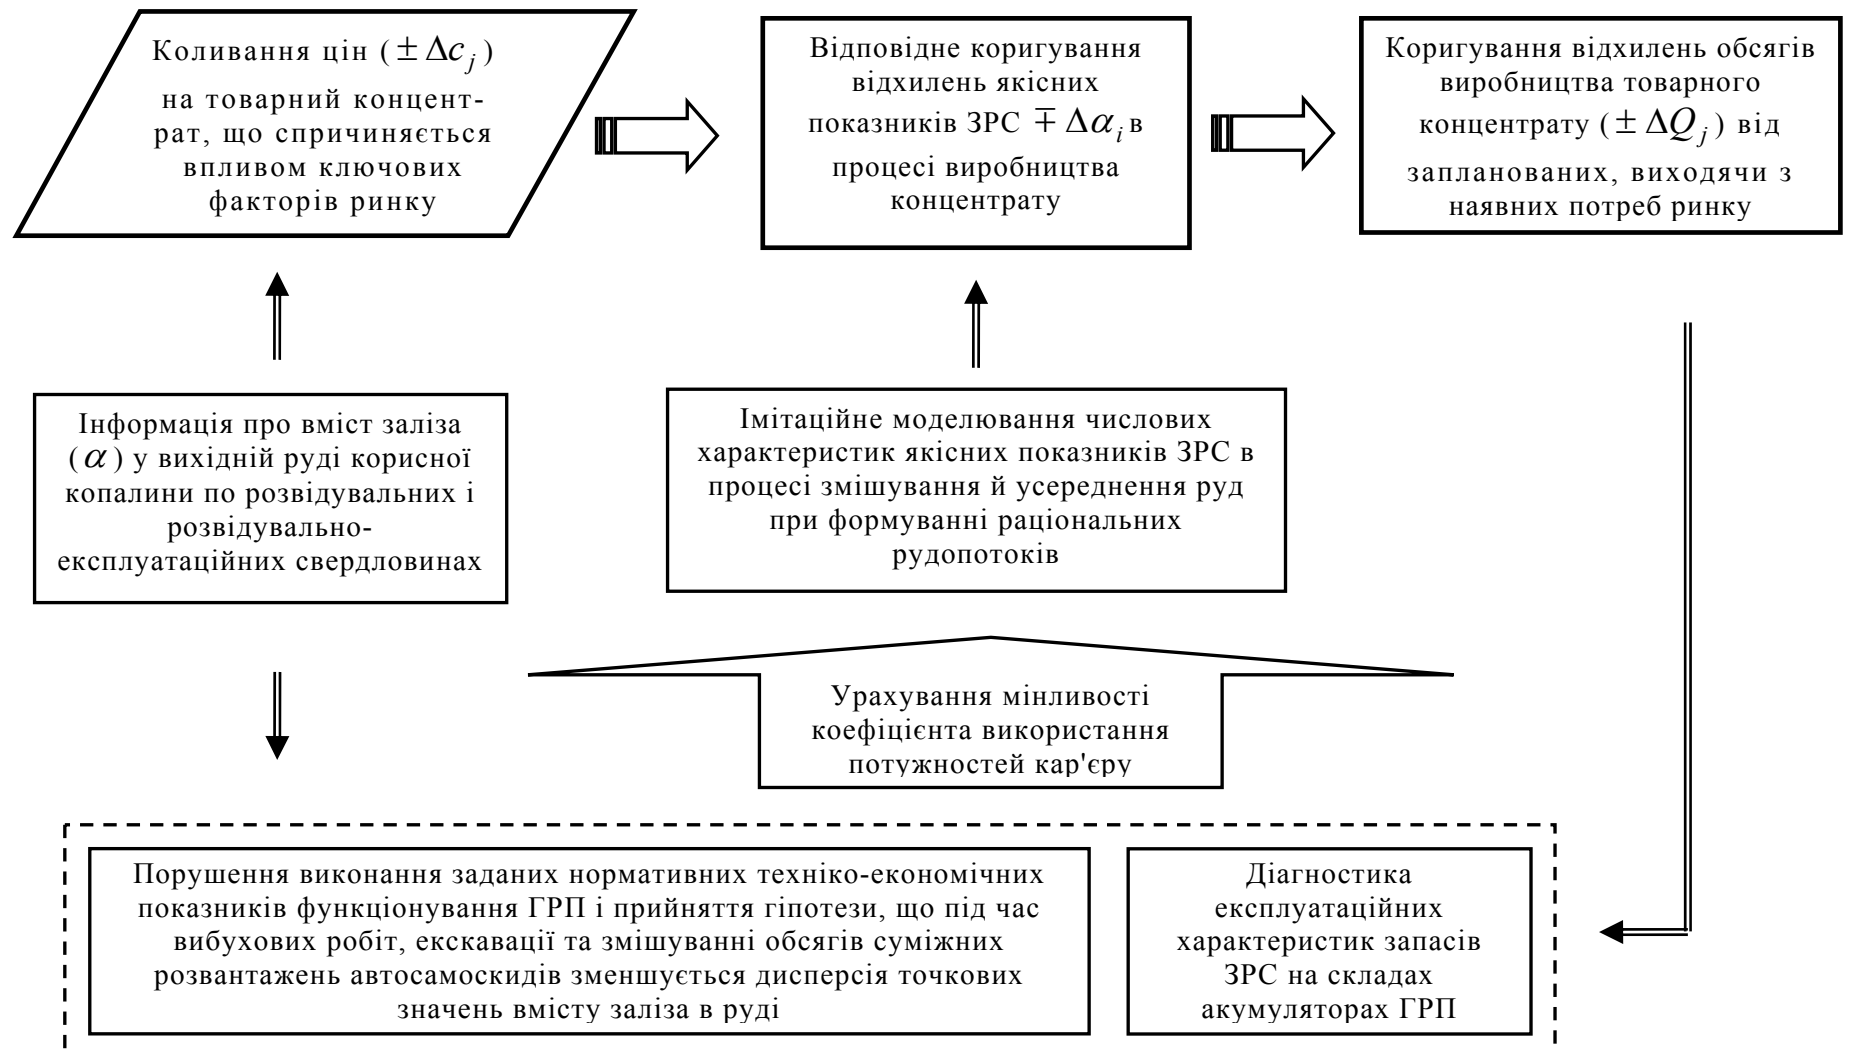 Коливання цін (± Δc_j)
на товарний концент-
рат, що спричиняється
впливом ключових
факторів ринку
Відповідне коригування
відхилень якісних
показників ЗРС ∓ Δα_i в
процесі виробництва
концентрату
Коригування відхилень обсягів
виробництва товарного
концентрату (± ΔQ_j) від
запланованих, виходячи з
наявних потреб ринку
Інформація про вміст заліза
(α) у вихідній руді корисної
копалини по розвідувальних і
розвідувально-
експлуатаційних свердловинах
Імітаційне моделювання числових
характеристик якісних показників ЗРС в
процесі змішування й усереднення руд
при формуванні раціональних
рудопотоків
Урахування мінливості
коефіцієнта використання
потужностей кар'єру
Порушення виконання заданих нормативних техніко-економічних
показників функціонування ГРП і прийняття гіпотези, що під час
вибухових робіт, екскавації та змішуванні обсягів суміжних
розвантажень автосамоскидів зменшується дисперсія точкових
значень вмісту заліза в руді
Діагностика
експлуатаційних
характеристик запасів
ЗРС на складах
акумуляторах ГРП